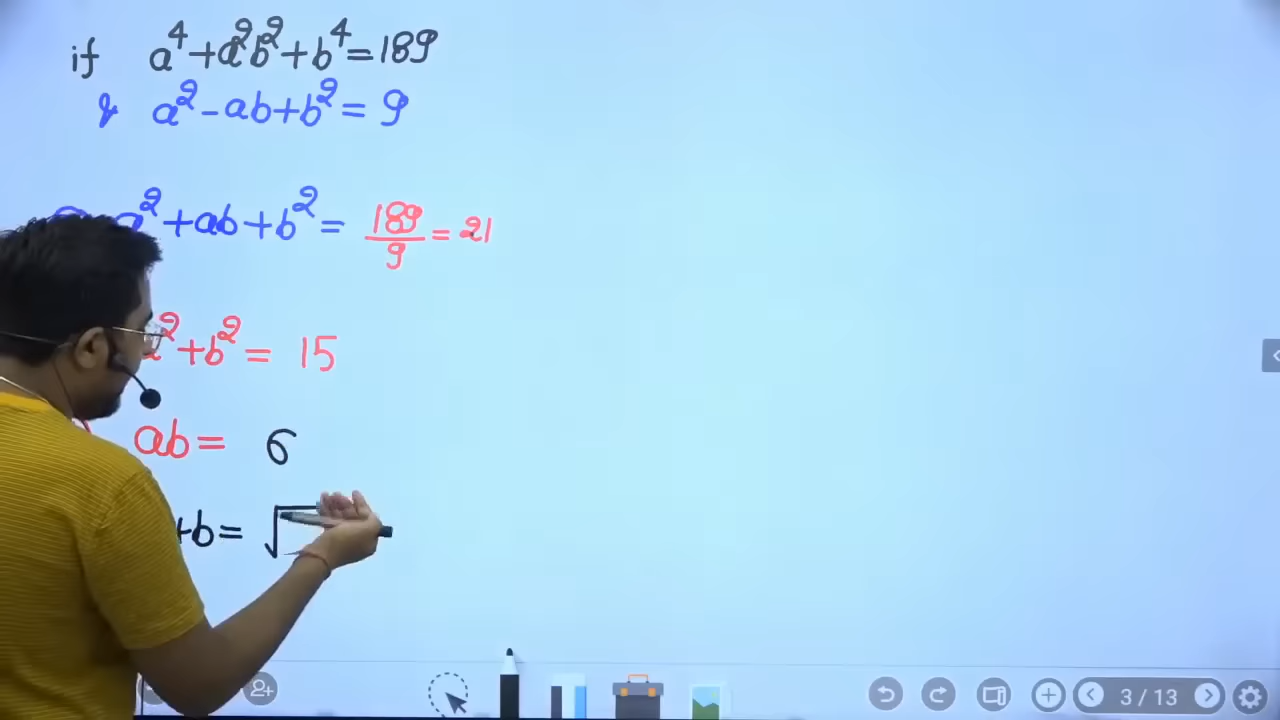 if a⁴+a²b²+b⁴=189
& a²-ab+b²= 9
a²+ab+b²= 189/9 = 21
a²+b²= 15
ab= 6
+b= √
3 / 13